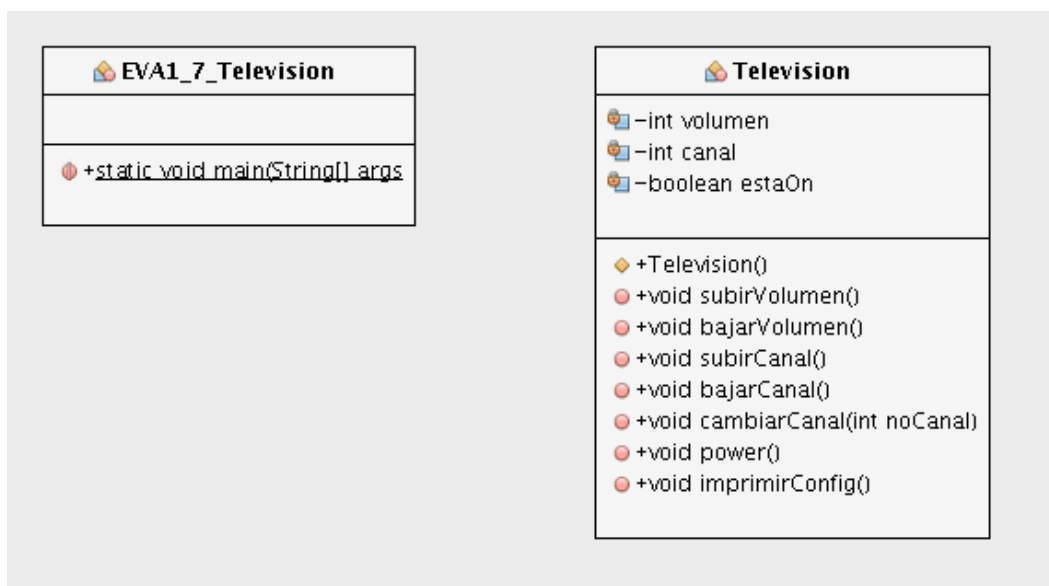 EVA1_7_Television
+static void main(String[] args
Television
-int volumen
-int canal
-boolean estaOn
+Television()
+void subirVolumen()
+void bajarVolumen()
+void subirCanal()
+void bajarCanal()
+void cambiarCanal(int noCanal)
+void power()
+void imprimirConfig()